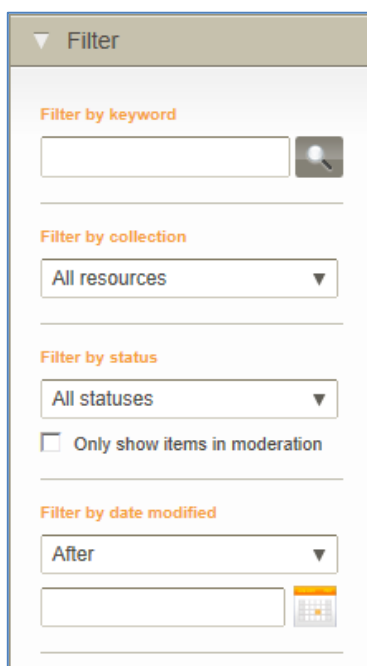 Filter
Filter by keyword
Filter by collection
All resources
Filter by status
All statuses
Only show items in moderation
Filter by date modified
After